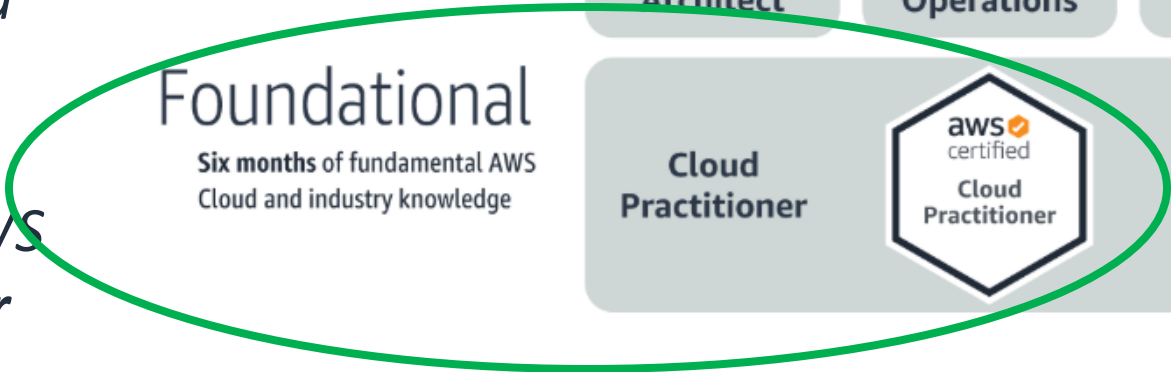 Architect
Operations
Foundational
Six months of fundamental AWS
Cloud and industry knowledge
Cloud
Practitioner
aws
certified
Cloud
Practitioner